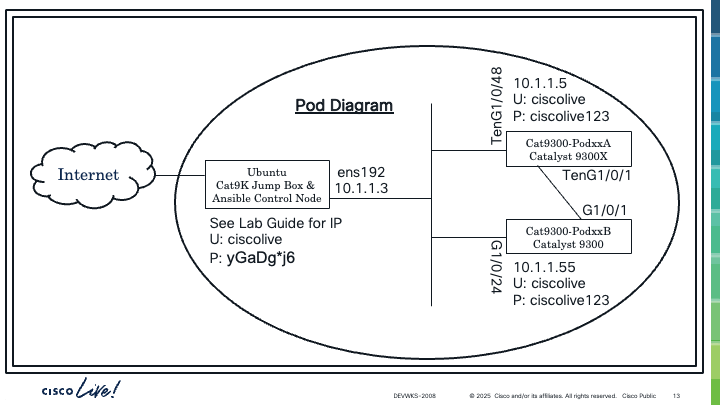 Pod Diagram
Internet
Ubuntu
Cat9K Jump Box &
Ansible Control Node
ens192
10.1.1.3
See Lab Guide for IP
U: ciscolive
P: yGaDg*j6
TenG1/0/48
10.1.1.5
U: ciscolive
P: ciscolive123
Cat9300-PodxxA
Catalyst 9300X
TenG1/0/1
G1/0/1
Cat9300-PodxxB
Catalyst 9300
G1/0/24
10.1.1.55
U: ciscolive
P: ciscolive123
CISCO Live!
DEVWKS-2008
© 2025 Cisco and/or its affiliates. All rights reserved. Cisco Public
13